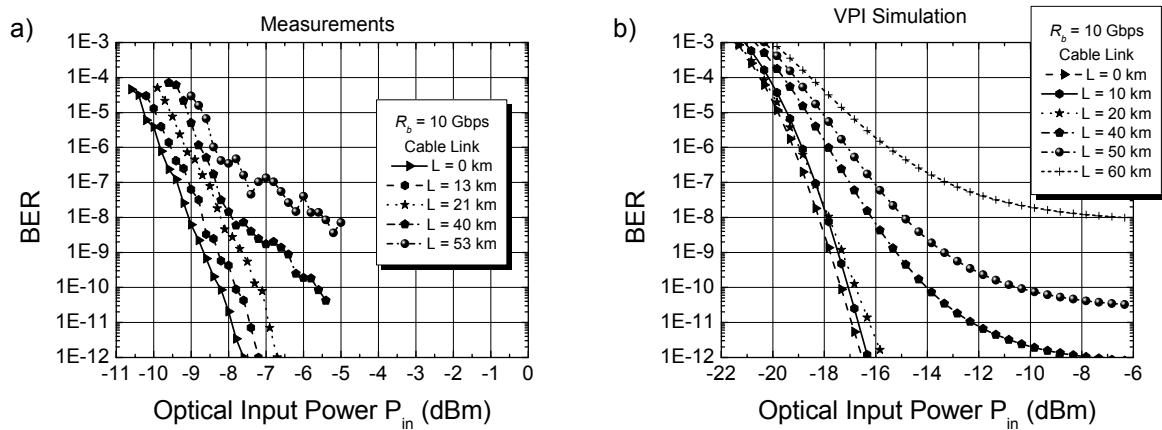 a)
Measurements
BER
1E-3
1E-4
1E-5
1E-6
1E-7
1E-8
1E-9
1E-10
1E-11
1E-12
-11 -10 -9 -8 -7 -6 -5 -4 -3 -2 -1 0
Optical Input Power P_in (dBm)
R_b = 10 Gbps
Cable Link
L = 0 km
L = 13 km
L = 21 km
L = 40 km
L = 53 km
b)
VPI Simulation
BER
1E-3
1E-4
1E-5
1E-6
1E-7
1E-8
1E-9
1E-10
1E-11
1E-12
-22 -20 -18 -16 -14 -12 -10 -8 -6
Optical Input Power P_in (dBm)
R_b = 10 Gbps
Cable Link
L = 0 km
L = 10 km
L = 20 km
L = 40 km
L = 50 km
L = 60 km